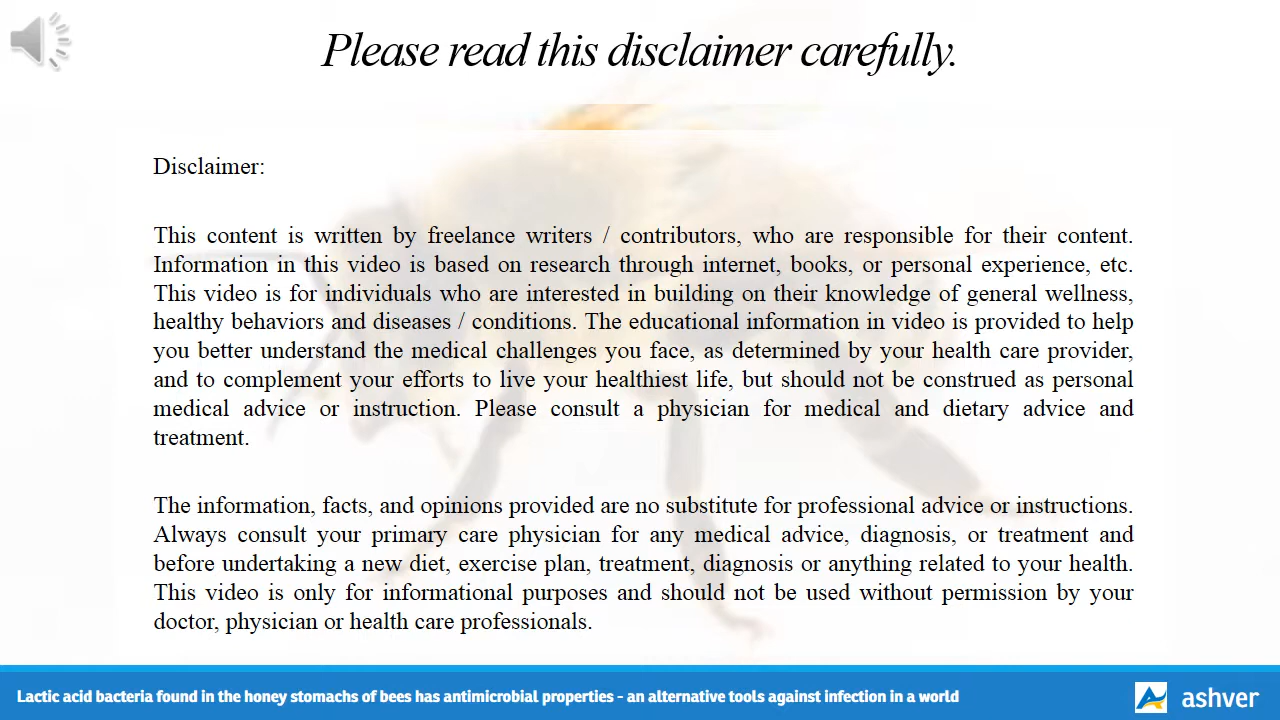 Please read this disclaimer carefully.
Disclaimer:
This content is written by freelance writers / contributors, who are responsible for their content.
Information in this video is based on research through internet, books, or personal experience, etc.
This video is for individuals who are interested in building on their knowledge of general wellness,
healthy behaviors and diseases / conditions. The educational information in video is provided to help
you better understand the medical challenges you face, as determined by your health care provider,
and to complement your efforts to live your healthiest life, but should not be construed as personal
medical advice or instruction. Please consult a physician for medical and dietary advice and
treatment.
The information, facts, and opinions provided are no substitute for professional advice or instructions.
Always consult your primary care physician for any medical advice, diagnosis, or treatment and
before undertaking a new diet, exercise plan, treatment, diagnosis or anything related to your health.
This video is only for informational purposes and should not be used without permission by your
doctor, physician or health care professionals.
Lactic acid bacteria found in the honey stomachs of bees has antimicrobial properties - an alternative tools against infection in a world
ashver